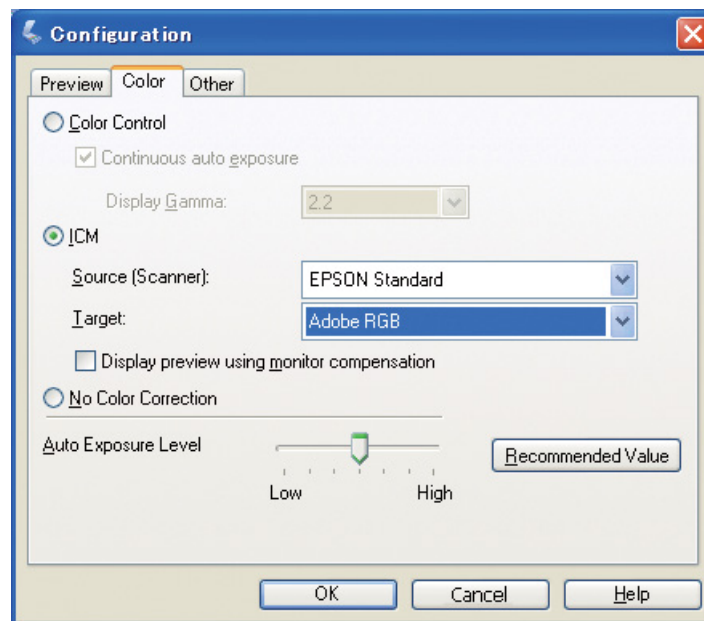 Configuration
Preview Color Other
Color Control
Continuous auto exposure
Display Gamma: 2.2
ICM
Source (Scanner): EPSON Standard
Target: Adobe RGB
Display preview using monitor compensation
No Color Correction
Auto Exposure Level
Recommended Value
Low High
OK Cancel Help